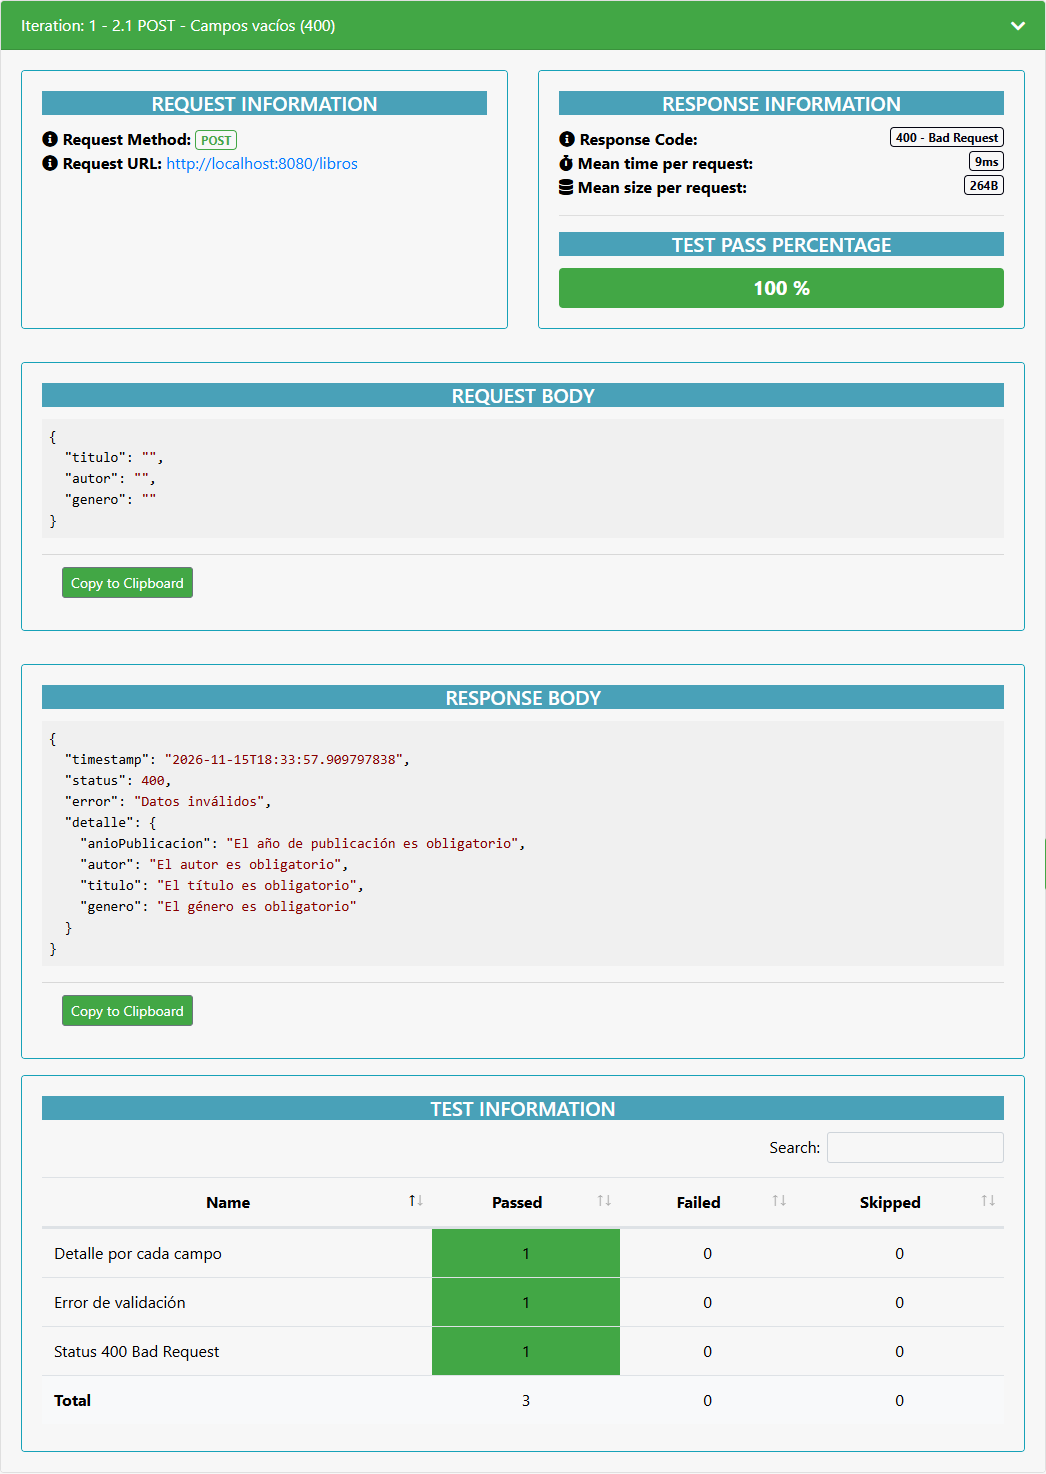 Iteration: 1 - 2.1 POST - Campos vacíos (400)
REQUEST INFORMATION
Request Method: POST
Request URL: http://localhost:8080/libros
RESPONSE INFORMATION
Response Code: 400 - Bad Request
Mean time per request: 9ms
Mean size per request: 264B
TEST PASS PERCENTAGE
100 %
REQUEST BODY
{
  "titulo": "",
  "autor": "",
  "genero": ""
}
Copy to Clipboard
RESPONSE BODY
{
  "timestamp": "2026-11-15T18:33:57.909797838",
  "status": 400,
  "error": "Datos inválidos",
  "detalle": {
    "anioPublicacion": "El año de publicación es obligatorio",
    "autor": "El autor es obligatorio",
    "titulo": "El título es obligatorio",
    "genero": "El género es obligatorio"
  }
}
Copy to Clipboard
TEST INFORMATION
Search:
Name Passed Failed Skipped
Detalle por cada campo 1 0 0
Error de validación 1 0 0
Status 400 Bad Request 1 0 0
Total 3 0 0